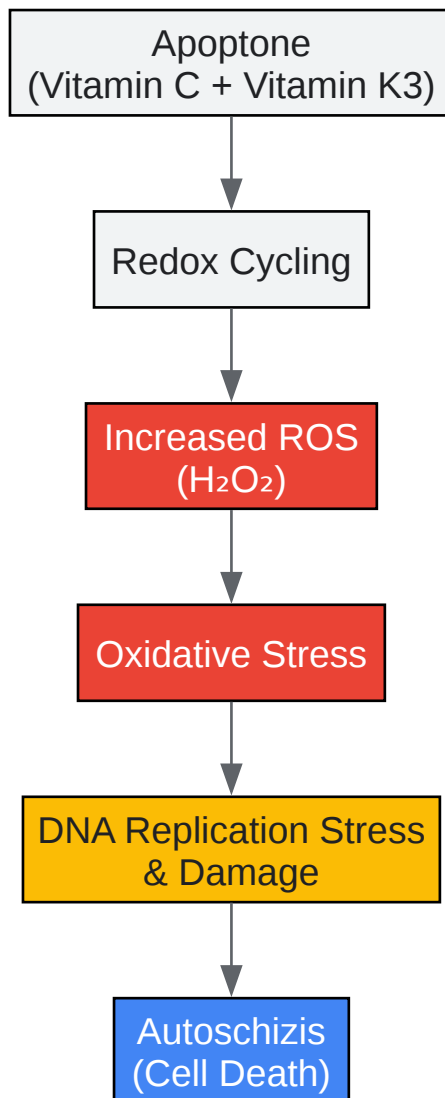 Apoptone
(Vitamin C + Vitamin K3)
Redox Cycling
Increased ROS
(H₂O₂)
Oxidative Stress
DNA Replication Stress
& Damage
Autoschizis
(Cell Death)